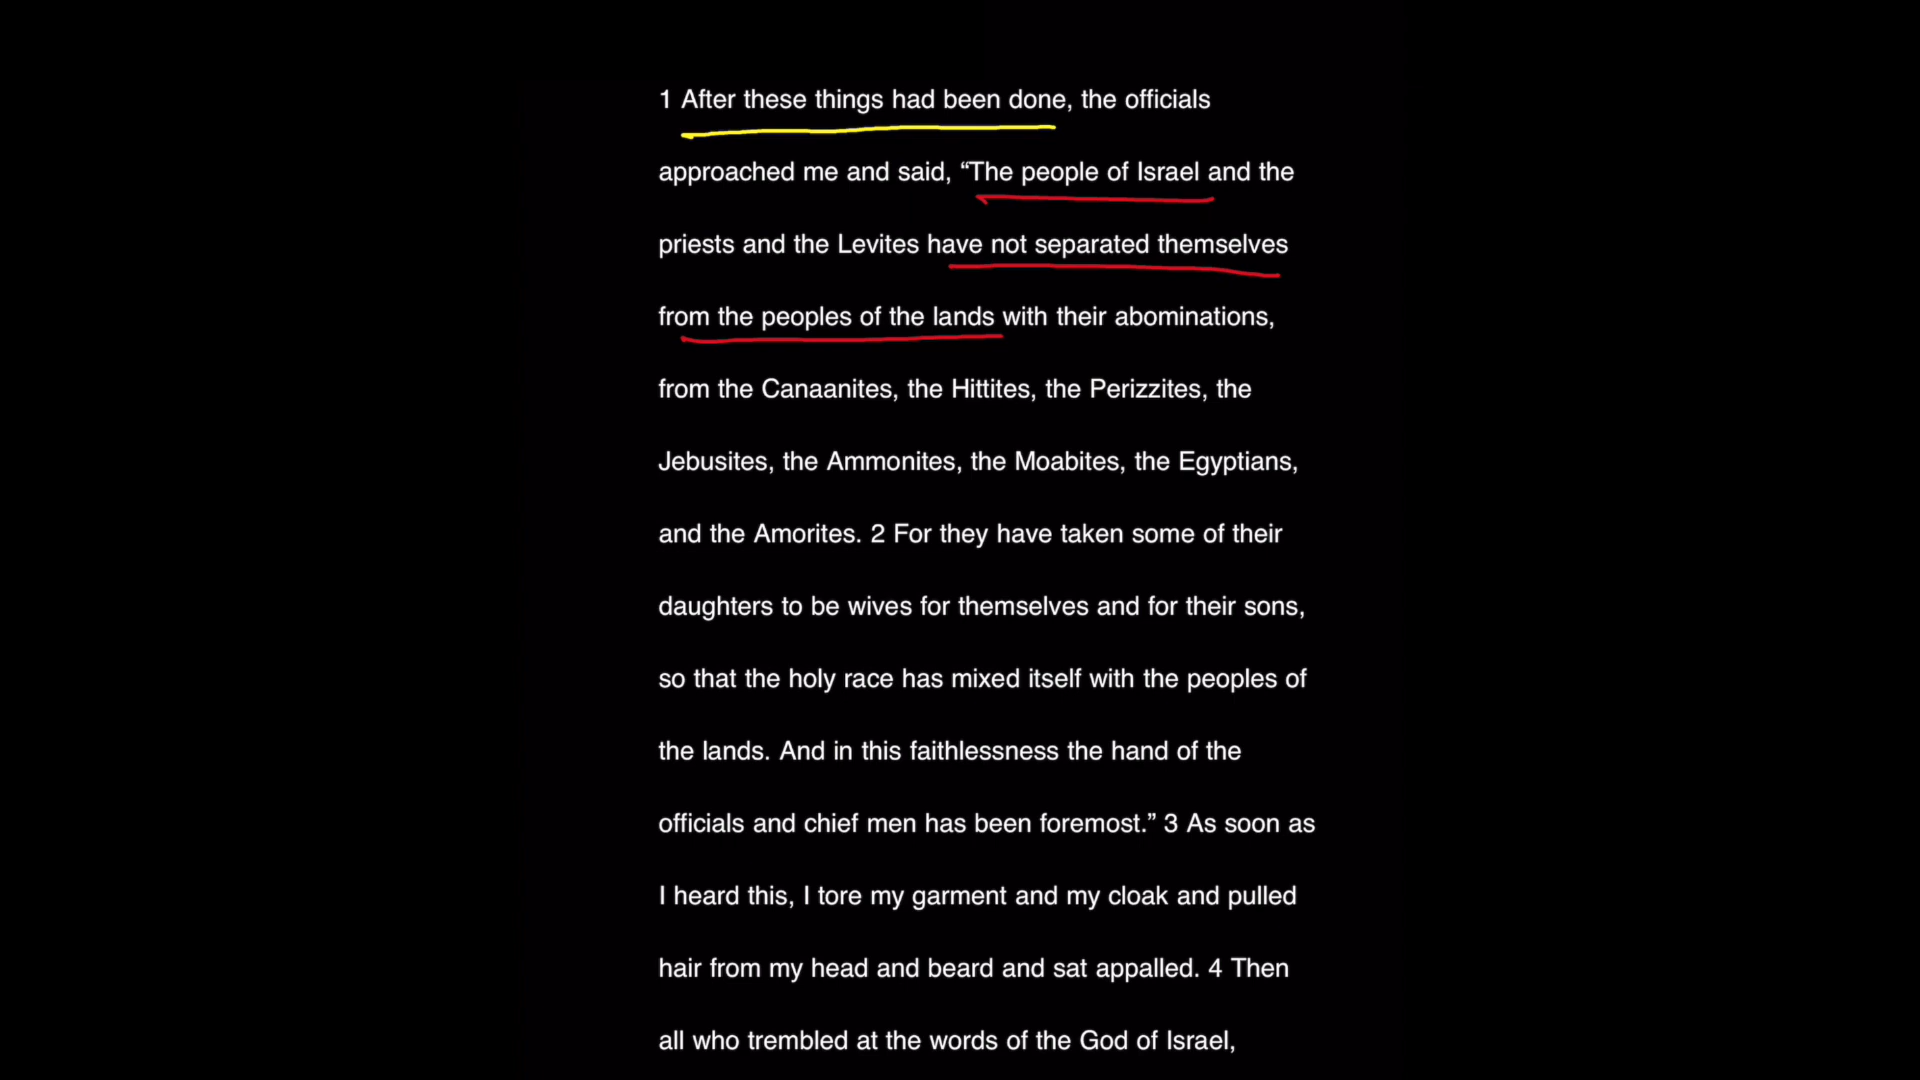 1 After these things had been done, the officials
approached me and said, “The people of Israel and the
priests and the Levites have not separated themselves
from the peoples of the lands with their abominations,
from the Canaanites, the Hittites, the Perizzites, the
Jebusites, the Ammonites, the Moabites, the Egyptians,
and the Amorites. 2 For they have taken some of their
daughters to be wives for themselves and for their sons,
so that the holy race has mixed itself with the peoples of
the lands. And in this faithlessness the hand of the
officials and chief men has been foremost.” 3 As soon as
I heard this, I tore my garment and my cloak and pulled
hair from my head and beard and sat appalled. 4 Then
all who trembled at the words of the God of Israel,